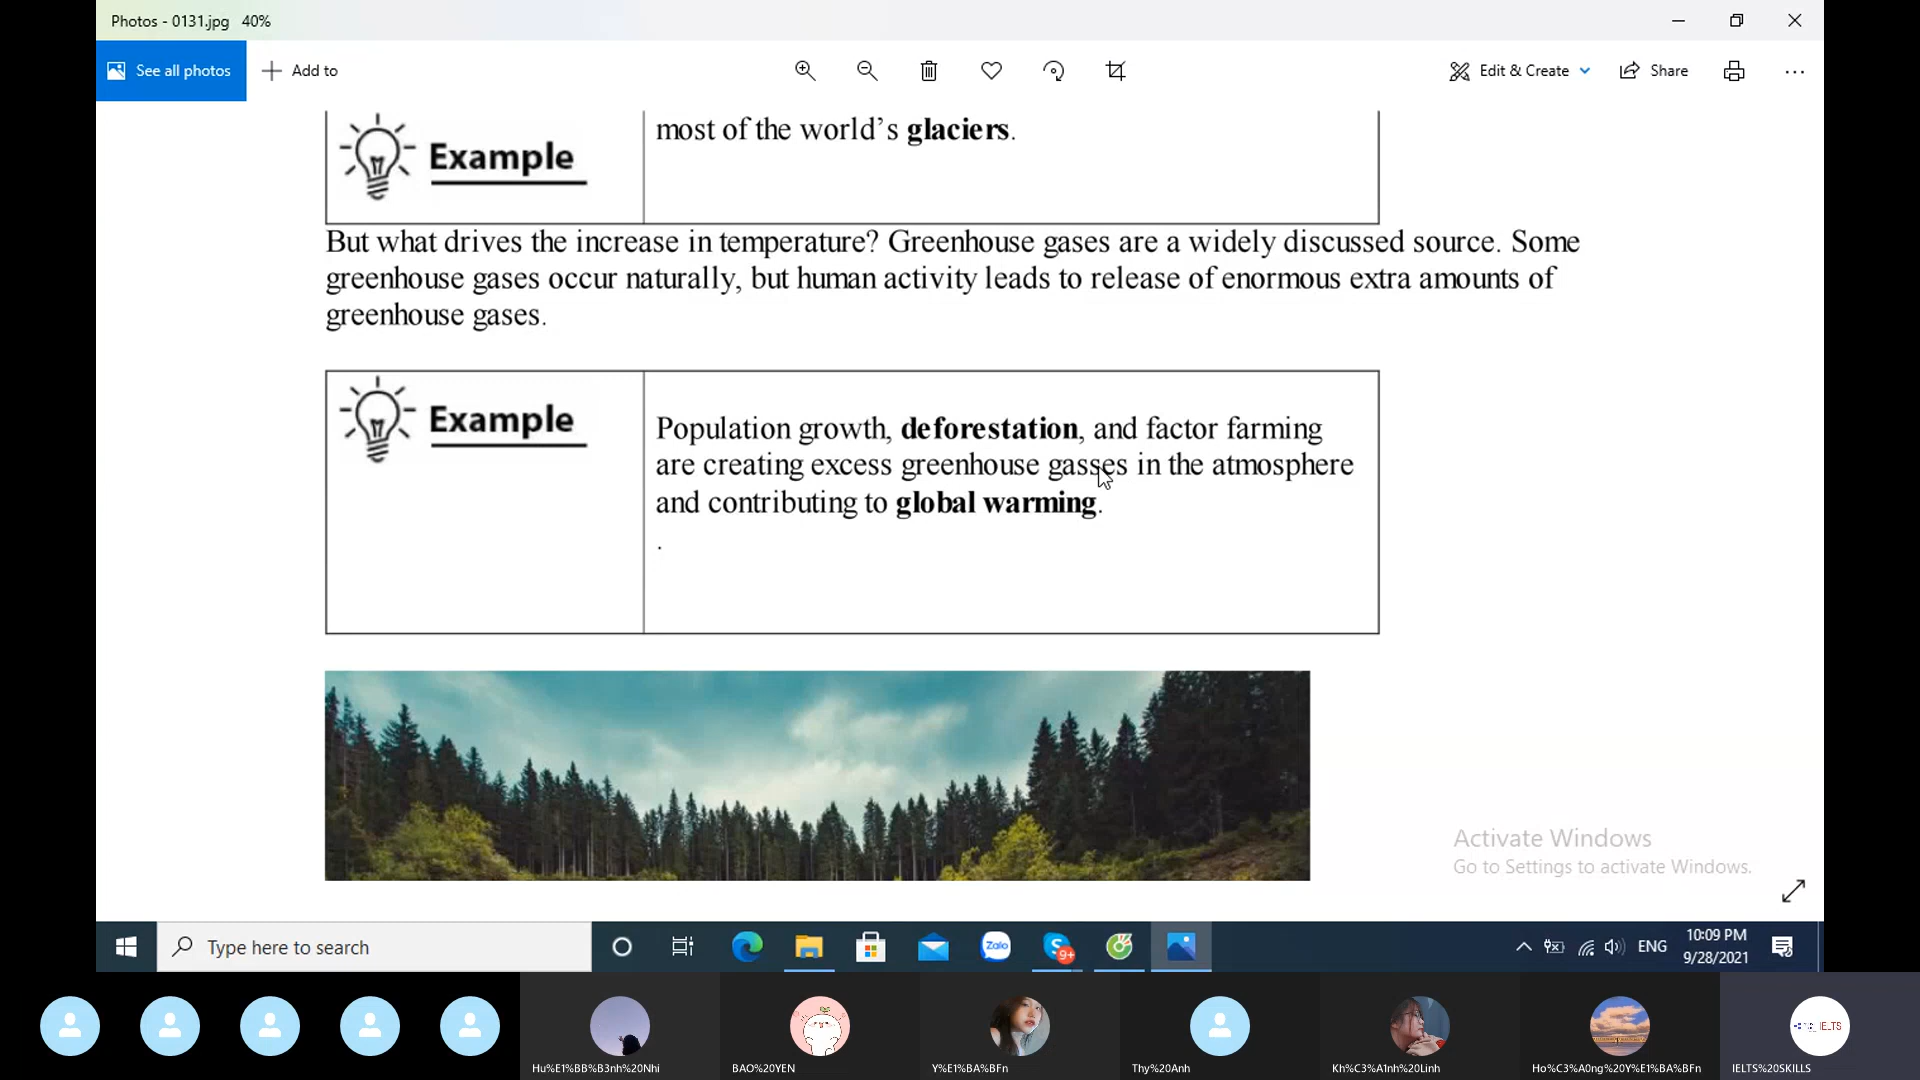 Photos - 0131.jpg 40%
See all photos
Add to
Edit & Create
Share
most of the world's glaciers.
Example
But what drives the increase in temperature? Greenhouse gases are a widely discussed source. Some
greenhouse gases occur naturally, but human activity leads to release of enormous extra amounts of
greenhouse gases.
Example
Population growth, deforestation, and factor farming
are creating excess greenhouse gasses in the atmosphere
and contributing to global warming.
.
Activate Windows
Go to Settings to activate Windows.
Type here to search
Zalo
S
9+
ENG
10:09 PM
9/28/2021
IELTS
Hu%E1%BB%B3nh%20Nhi
BAO%20YEN
Y%E1%BA%BFn
Thy%20Anh
Kh%C3%A1nh%20Linh
Ho%C3%A0ng%20Y%E1%BA%BFn
IELTS%20SKILLS